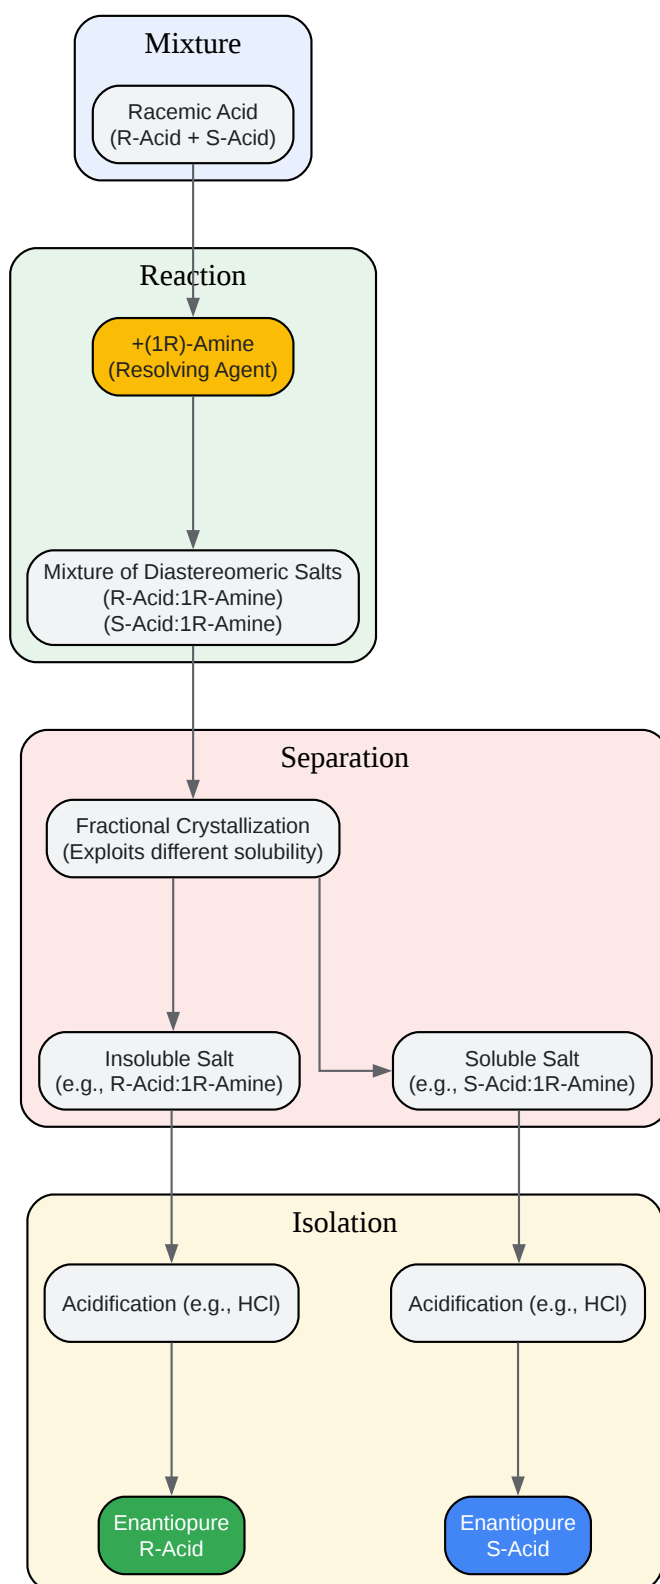 Mixture
Racemic Acid
(R-Acid + S-Acid)
Reaction
+(1R)-Amine
(Resolving Agent)
Mixture of Diastereomeric Salts
(R-Acid:1R-Amine)
(S-Acid:1R-Amine)
Separation
Fractional Crystallization
(Exploits different solubility)
Insoluble Salt
(e.g., R-Acid:1R-Amine)
Soluble Salt
(e.g., S-Acid:1R-Amine)
Isolation
Acidification (e.g., HCl)
Acidification (e.g., HCl)
Enantiopure
R-Acid
Enantiopure
S-Acid